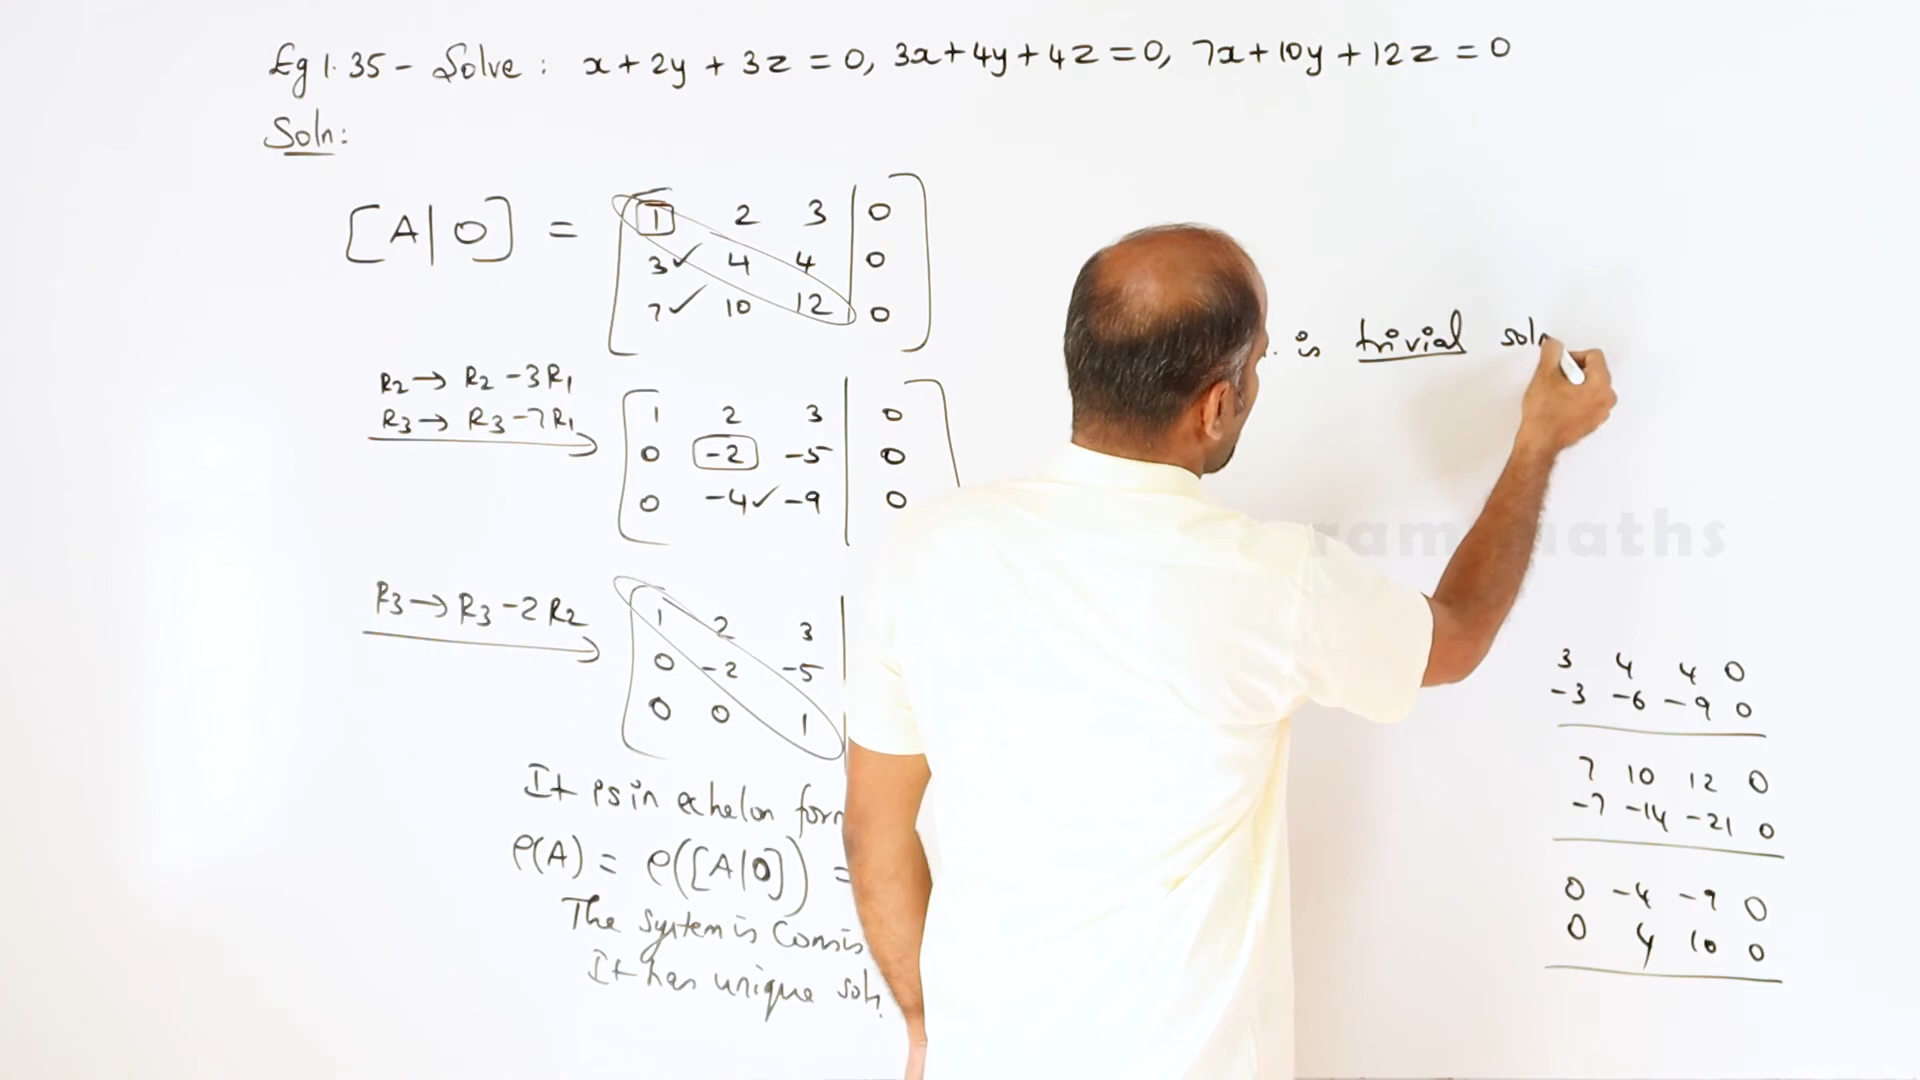 Eg 1.35 - Solve : x + 2y + 3z = 0, 3x + 4y + 4z = 0, 7x + 10y + 12z = 0
Soln:
[A|O] =
1 2 3 | 0
3 ✓ 4 4 | 0
7 ✓ 10 12 | 0
R2 → R2 - 3R1
R3 → R3 - 7R1
1 2 3 | 0
0 -2 -5 | 0
0 -4 ✓ -9 | 0
R3 → R3 - 2R2
1 2 3
0 -2 -5
0 0 1
It is in echelon form
ρ(A) = ρ([A|O]) =
The system is Consis
It has unique soln.
is trivial soln
ram maths
3 4 4 0
-3 -6 -9 0
7 10 12 0
-7 -14 -21 0
0 -4 -9 0
0 4 10 0